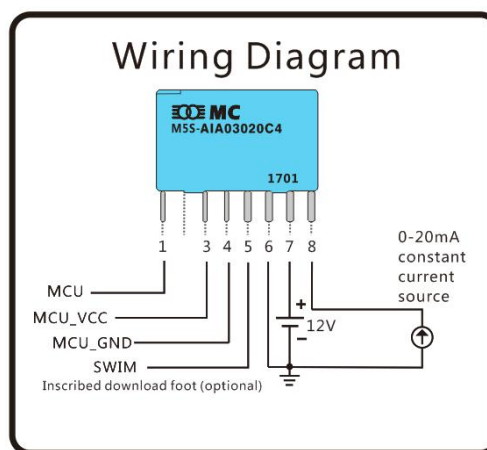 Wiring Diagram
MC
M5S-AIA03020C4
1701
1 3 4 5 6 7 8
0-20mA
constant
current
source
MCU
MCU_VCC
+
12V
−
MCU_GND
SWIM
Inscribed download foot (optional)